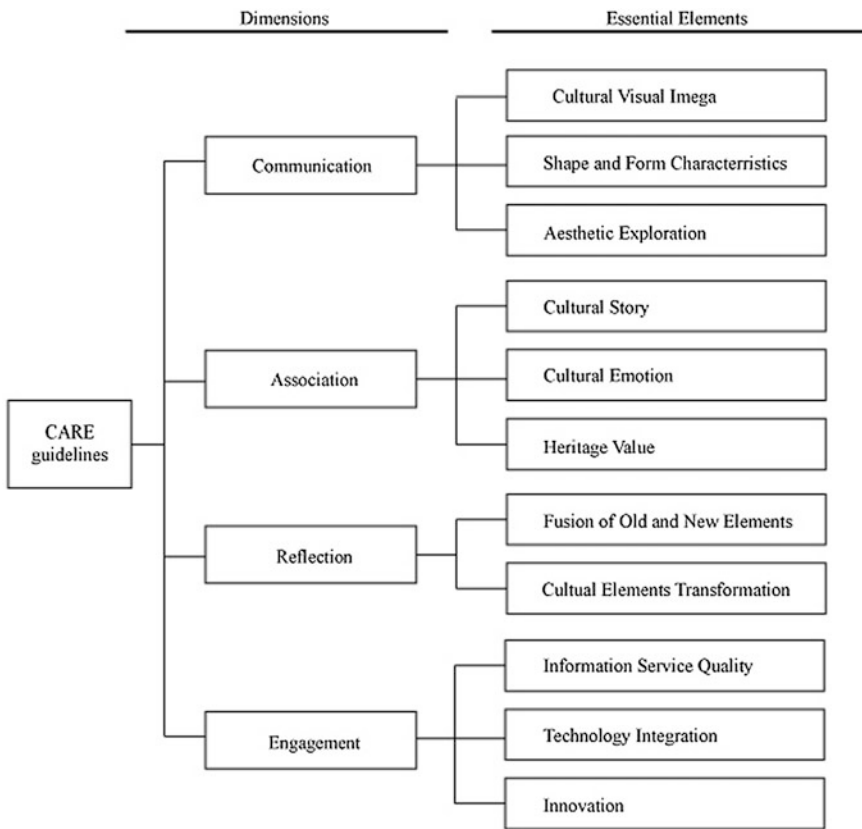 Dimensions
Essential Elements
CARE
guidelines
Communication
Cultural Visual Imega
Shape and Form Characterristics
Aesthetic Exploration
Association
Cultural Story
Cultural Emotion
Heritage Value
Reflection
Fusion of Old and New Elements
Cultual Elements Transformation
Engagement
Information Service Quality
Technology Integration
Innovation